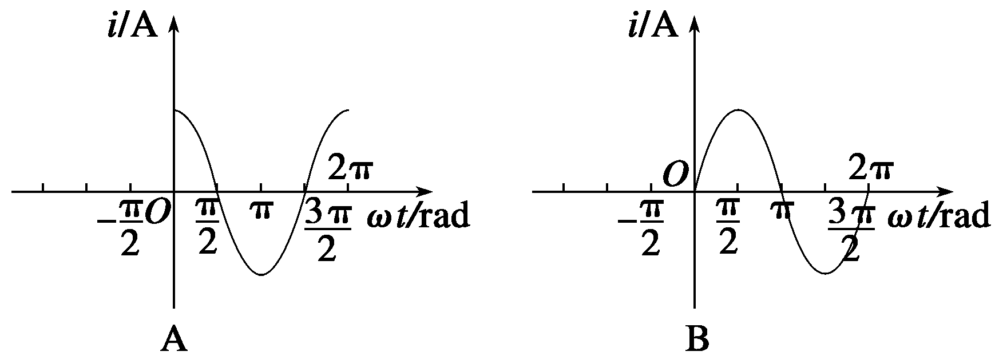 i/A
2π
-π/2 O π/2 π 3π/2 ωt/rad
A
i/A
O 2π
-π/2 π/2 π 3π/2 ωt/rad
B